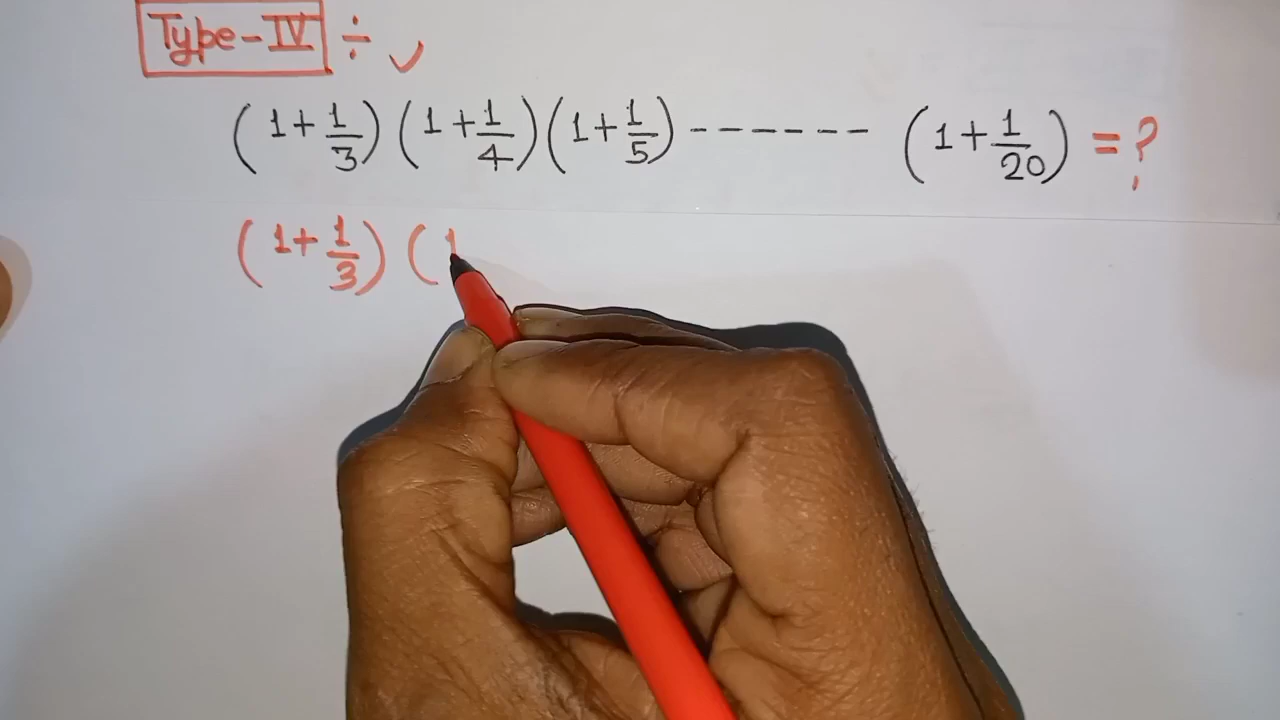 Type-IV ÷ ✓
(1+1/3)(1+1/4)(1+1/5)-------(1+1/20)=?
(1+1/3)(1